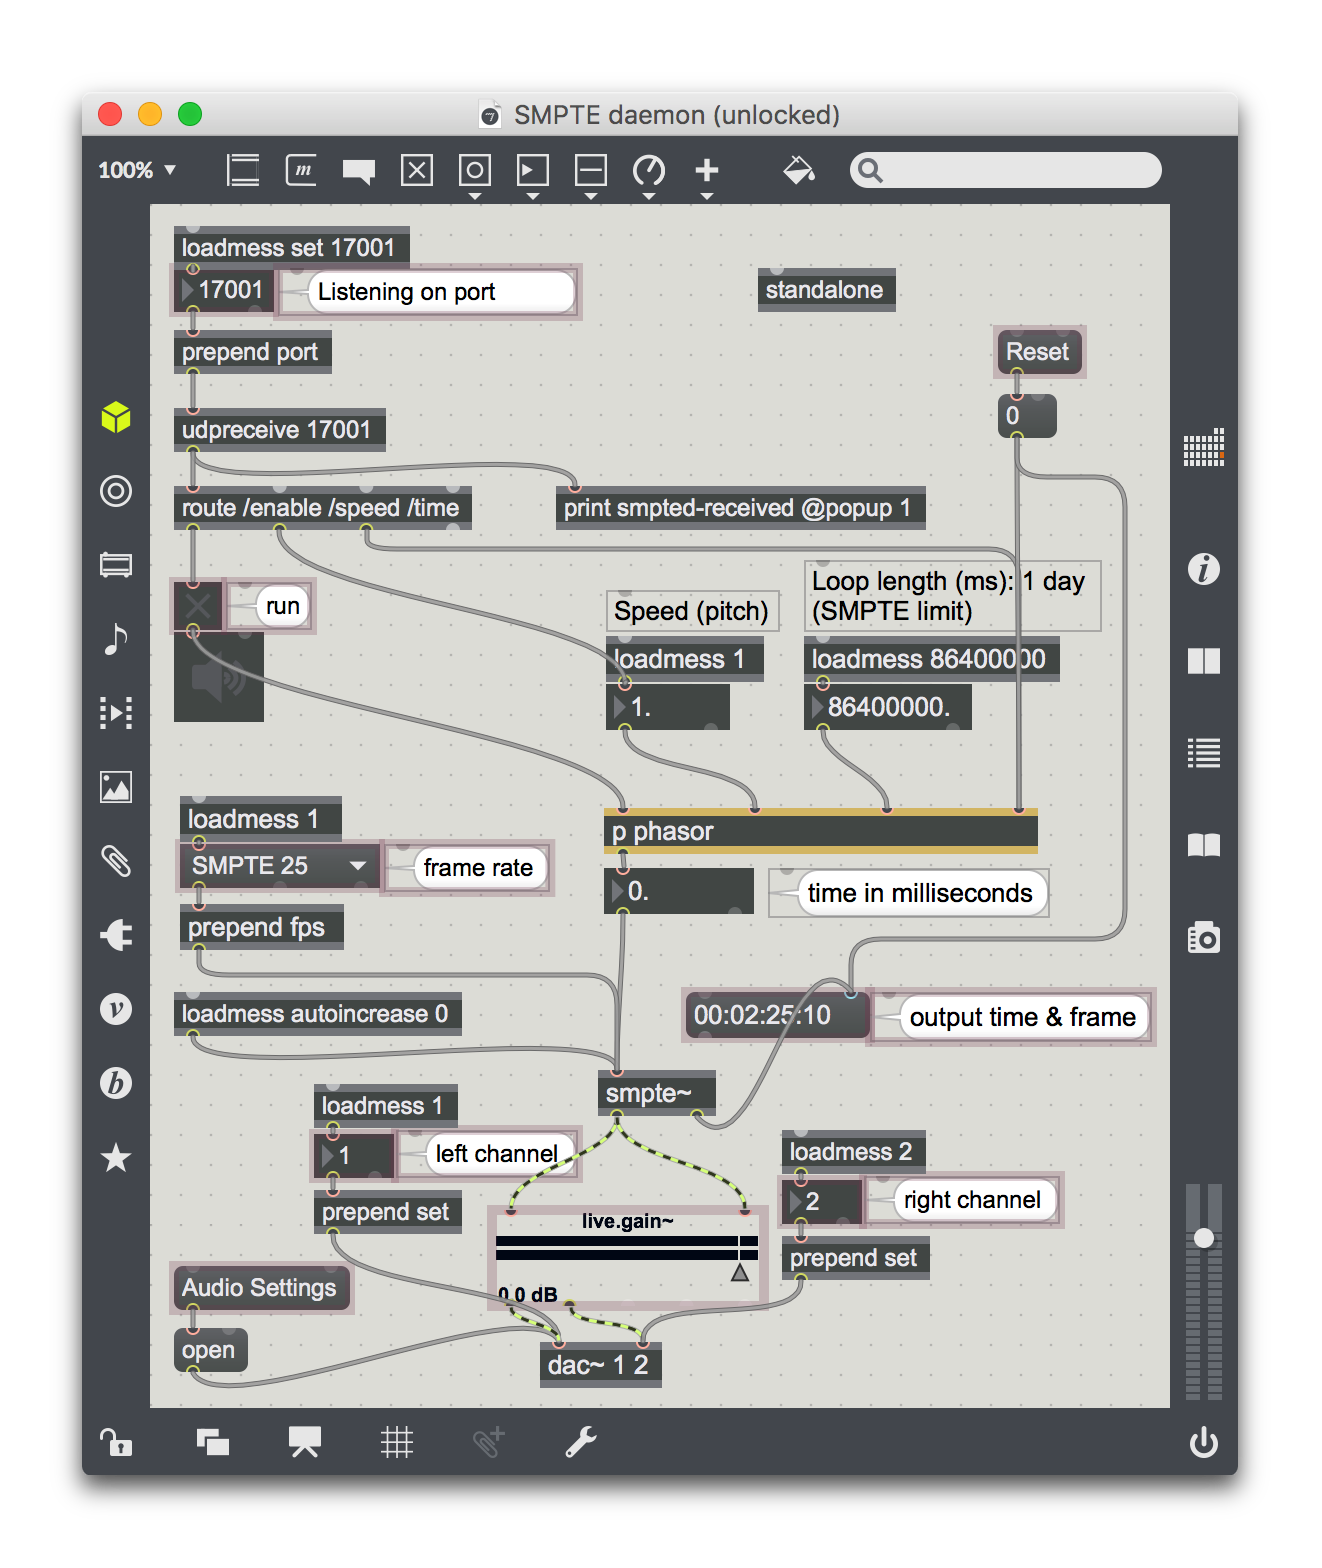 SMPTE daemon (unlocked)
100%
m
loadmess set 17001
17001
Listening on port
standalone
prepend port
Reset
0
udpreceive 17001
route /enable /speed /time
print smpted-received @popup 1
run
Speed (pitch)
Loop length (ms): 1 day
(SMPTE limit)
loadmess 1
loadmess 86400000
1.
86400000.
loadmess 1
p phasor
SMPTE 25
frame rate
0.
time in milliseconds
prepend fps
loadmess autoincrease 0
00:02:25:10
output time & frame
smpte~
loadmess 1
1
left channel
loadmess 2
2
right channel
prepend set
live.gain~
prepend set
Audio Settings
0.0 dB
open
dac~ 1 2
i
v
b